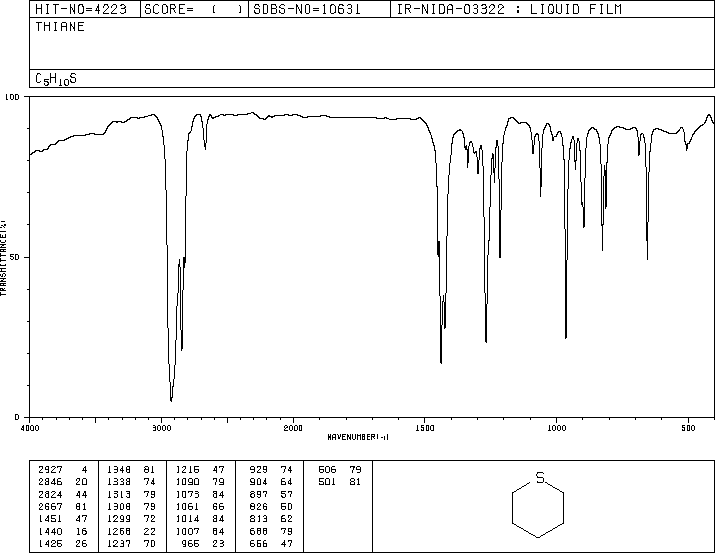 HIT-NO=4223 SCORE= ( ) SDBS-NO=10631 IR-NIDA-03322 : LIQUID FILM
THIANE
C5H10S
100
50
0
TRANSMITTANCE(%)
4000 3000 2000 1500 1000 500
WAVENUMBER(-1)
2927 4 1348 81 1216 47 929 74 506 79
2846 20 1338 74 1090 79 904 64 501 81
2824 44 1313 79 1073 84 897 57
2667 81 1308 79 1061 66 826 50
1451 47 1299 72 1014 84 813 62
1440 16 1268 22 1007 84 688 79
1426 26 1237 70 965 23 656 47
S